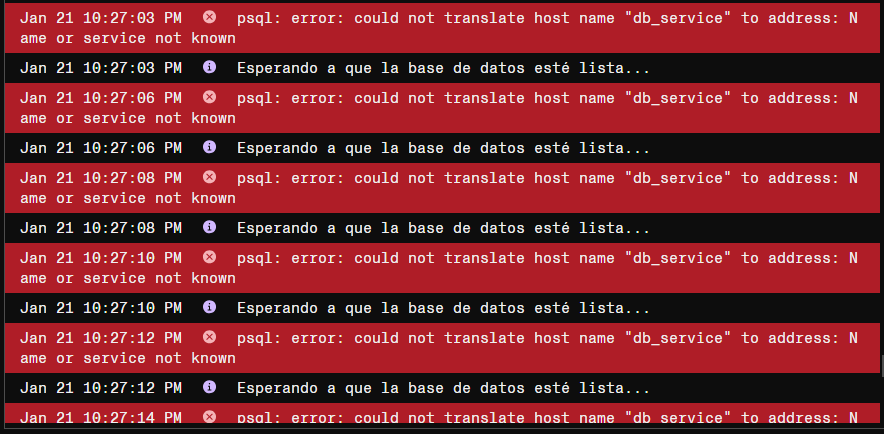 Jan 21 10:27:03 PM psql: error: could not translate host name "db_service" to address: N
ame or service not known
Jan 21 10:27:03 PM Esperando a que la base de datos esté lista...
Jan 21 10:27:06 PM psql: error: could not translate host name "db_service" to address: N
ame or service not known
Jan 21 10:27:06 PM Esperando a que la base de datos esté lista...
Jan 21 10:27:08 PM psql: error: could not translate host name "db_service" to address: N
ame or service not known
Jan 21 10:27:08 PM Esperando a que la base de datos esté lista...
Jan 21 10:27:10 PM psql: error: could not translate host name "db_service" to address: N
ame or service not known
Jan 21 10:27:10 PM Esperando a que la base de datos esté lista...
Jan 21 10:27:12 PM psql: error: could not translate host name "db_service" to address: N
ame or service not known
Jan 21 10:27:12 PM Esperando a que la base de datos esté lista...
Jan 21 10:27:14 PM psql: error: could not translate host name "db_service" to address: N